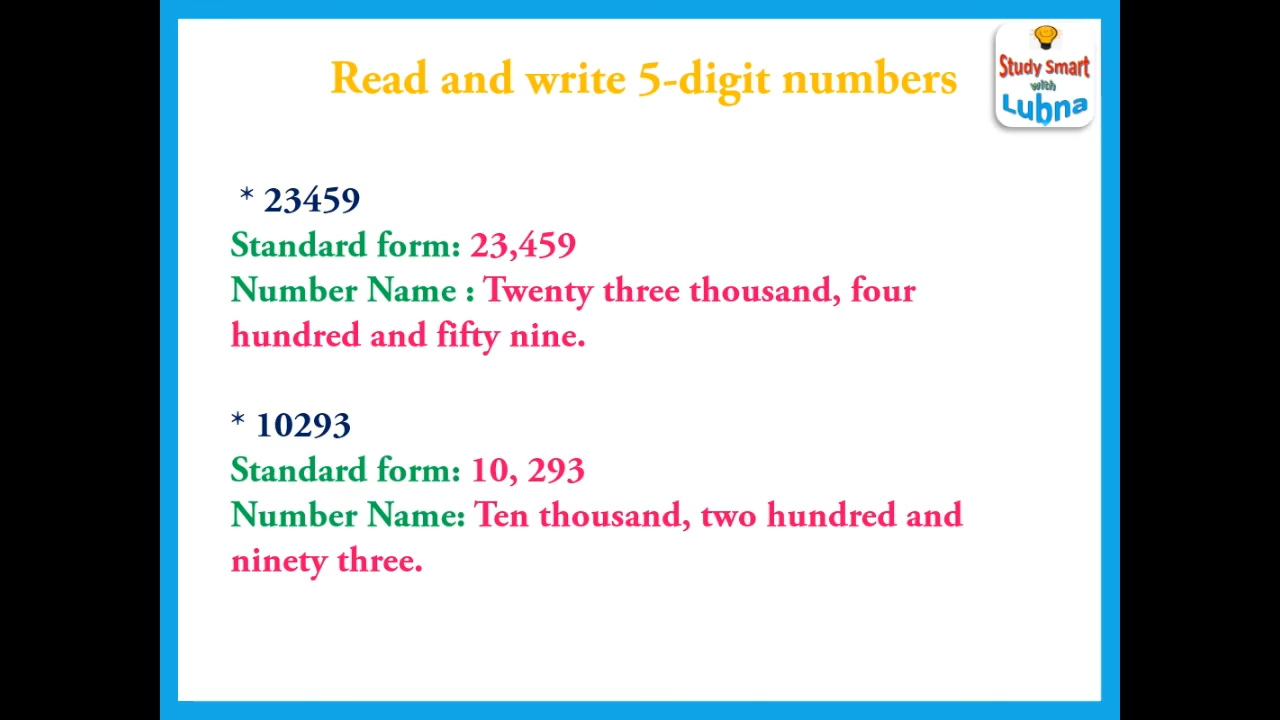 Read and write 5-digit numbers
Study Smart
with
Lubna
* 23459
Standard form: 23,459
Number Name : Twenty three thousand, four
hundred and fifty nine.
* 10293
Standard form: 10, 293
Number Name: Ten thousand, two hundred and
ninety three.